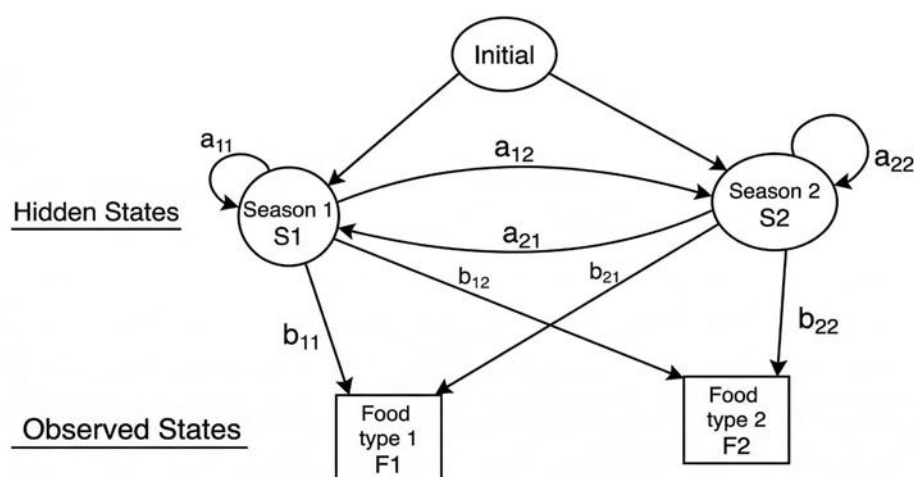 Initial
a₁₁
a₁₂
a₂₂
Hidden States
Season 1
S1
Season 2
S2
a₂₁
b₁₂
b₂₁
b₁₁
b₂₂
Observed States
Food
type 1
F1
Food
type 2
F2